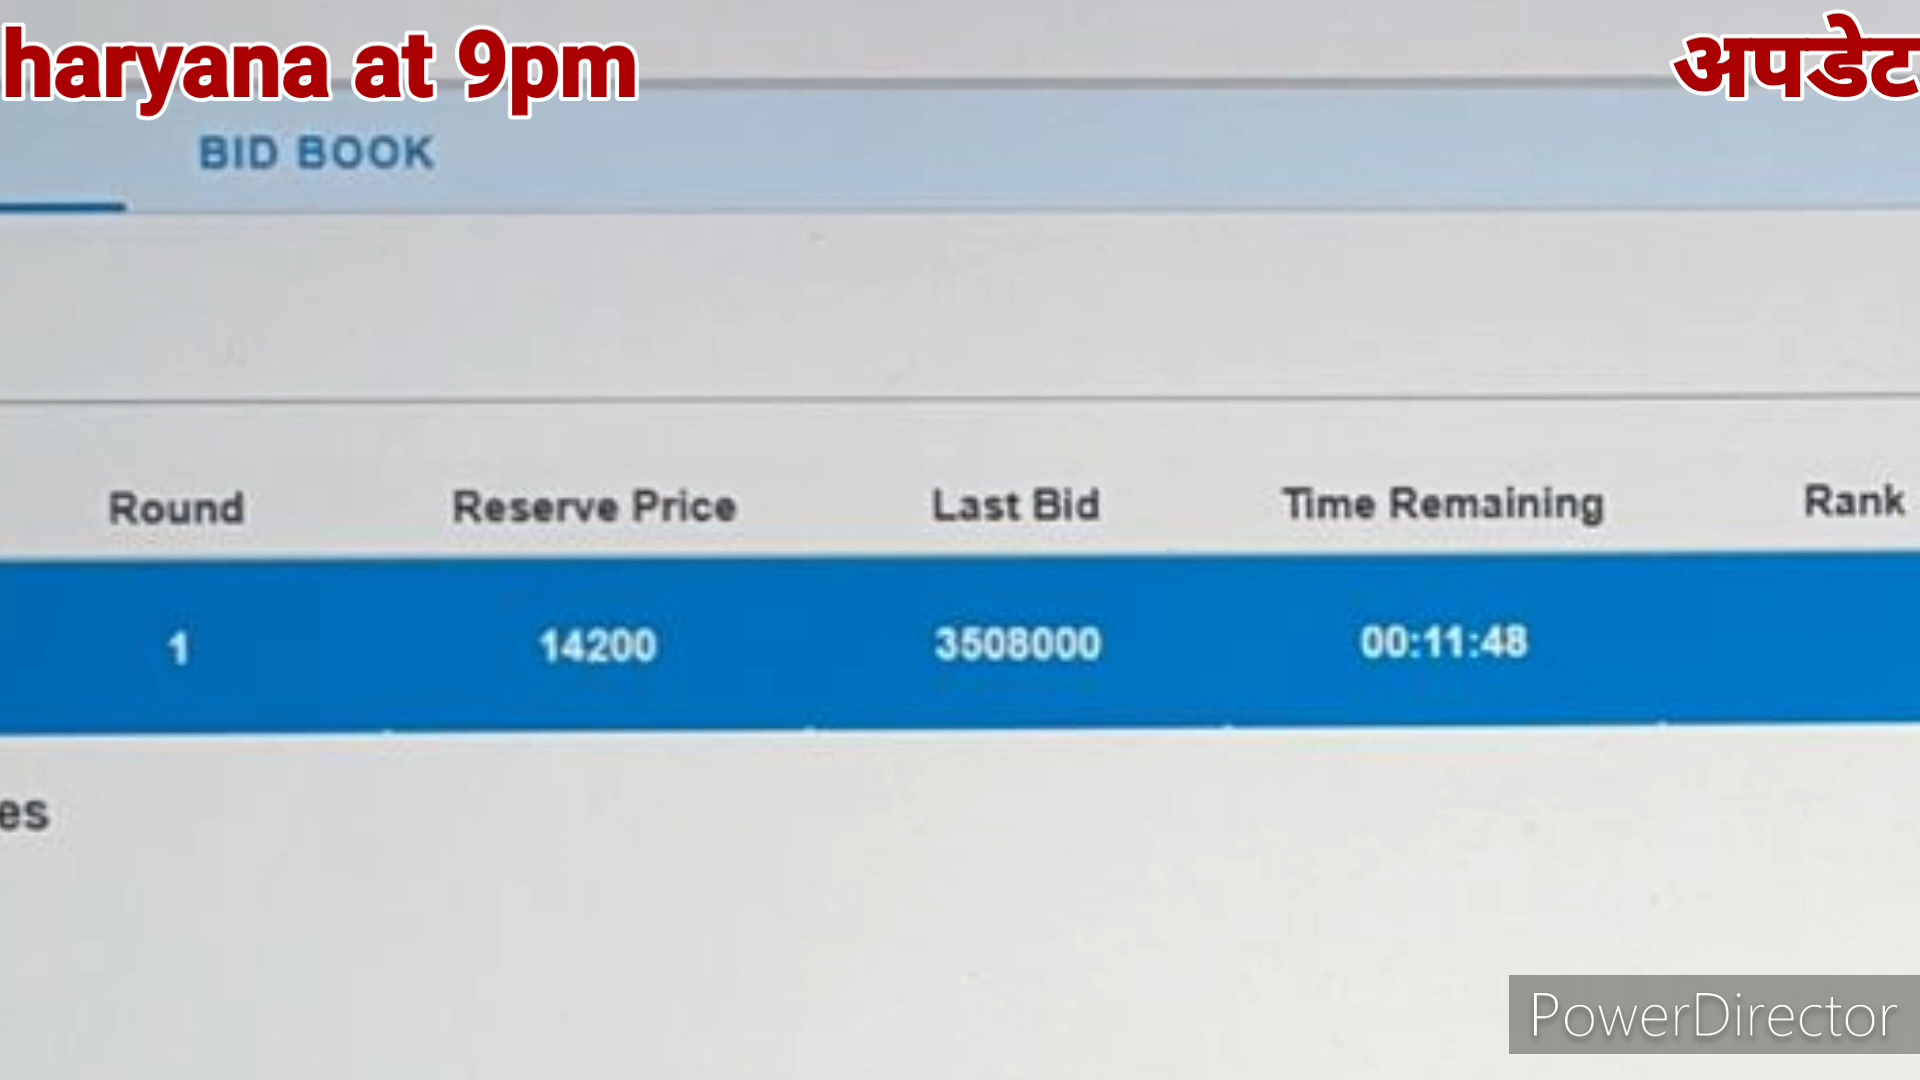 haryana at 9pm अपडेट
BID BOOK
Round Reserve Price Last Bid Time Remaining Rank
1 14200 3508000 00:11:48
es
PowerDirector